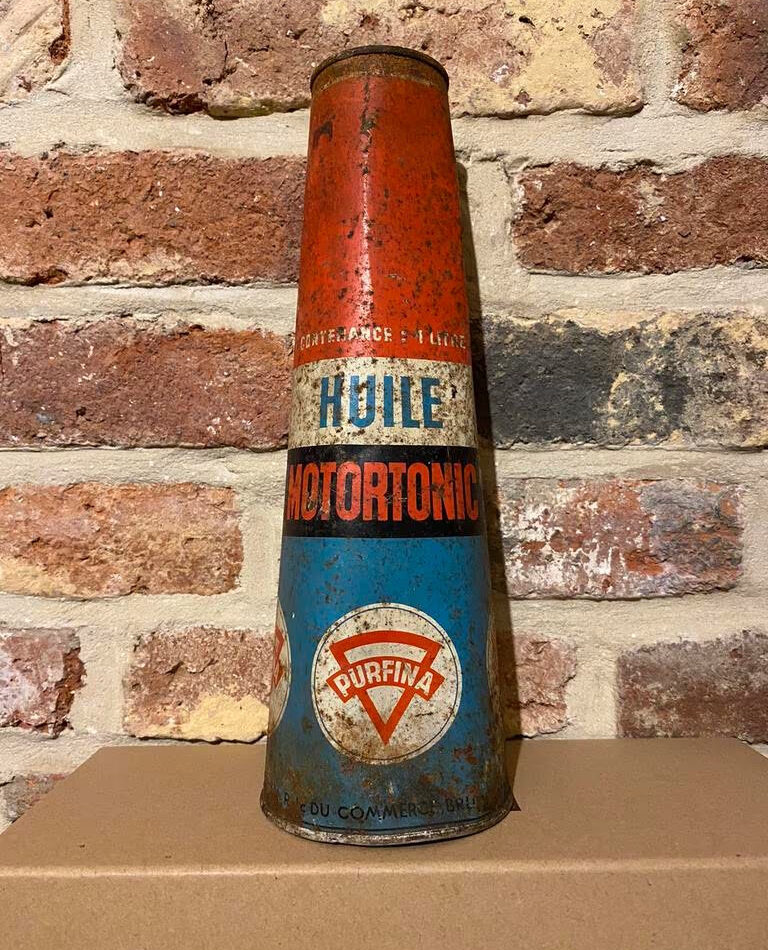 CONTENANCE : 1 LITRE
HUILE
MOTORTONIC
PURFINA
DU COMMERCE